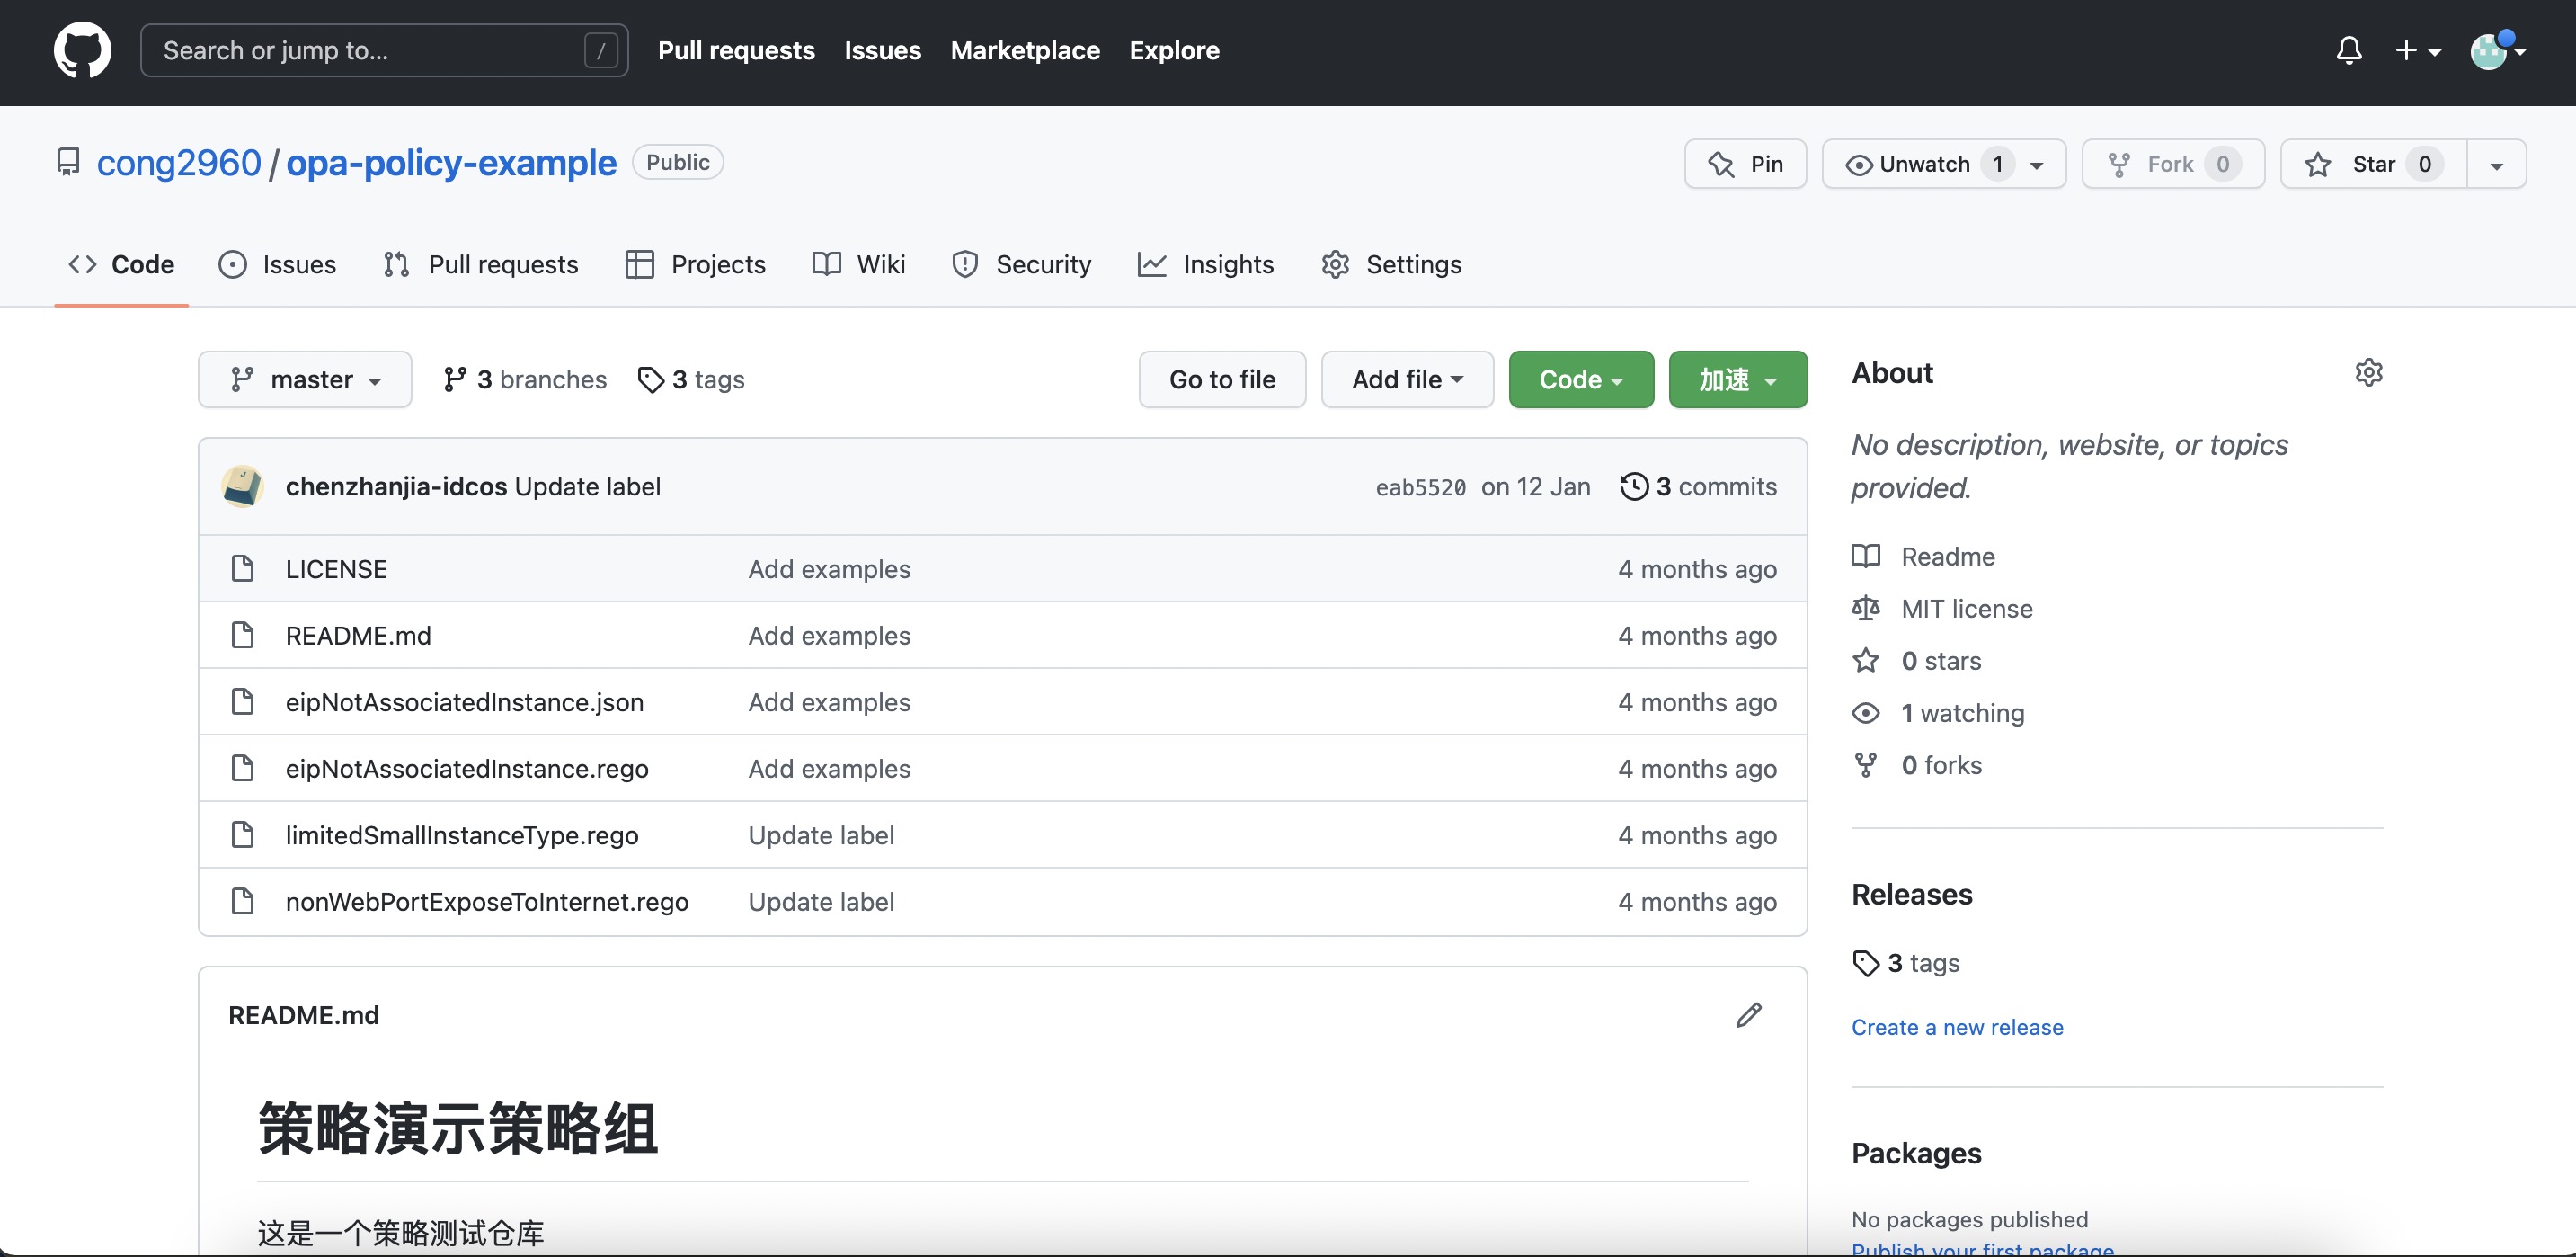 Search or jump to... /
Pull requests Issues Marketplace Explore
cong2960 / opa-policy-example Public
Pin
Unwatch 1
Fork 0
Star 0
Code Issues Pull requests Projects Wiki Security Insights Settings
master
3 branches
3 tags
Go to file
Add file
Code
加速
chenzhanjia-idcos Update label eab5520 on 12 Jan 3 commits
LICENSE Add examples 4 months ago
README.md Add examples 4 months ago
eipNotAssociatedInstance.json Add examples 4 months ago
eipNotAssociatedInstance.rego Add examples 4 months ago
limitedSmallInstanceType.rego Update label 4 months ago
nonWebPortExposeToInternet.rego Update label 4 months ago
README.md
策略演示策略组
这是一个策略测试仓库
About
No description, website, or topics
provided.
Readme
MIT license
0 stars
1 watching
0 forks
Releases
3 tags
Create a new release
Packages
No packages published
Publish your first package